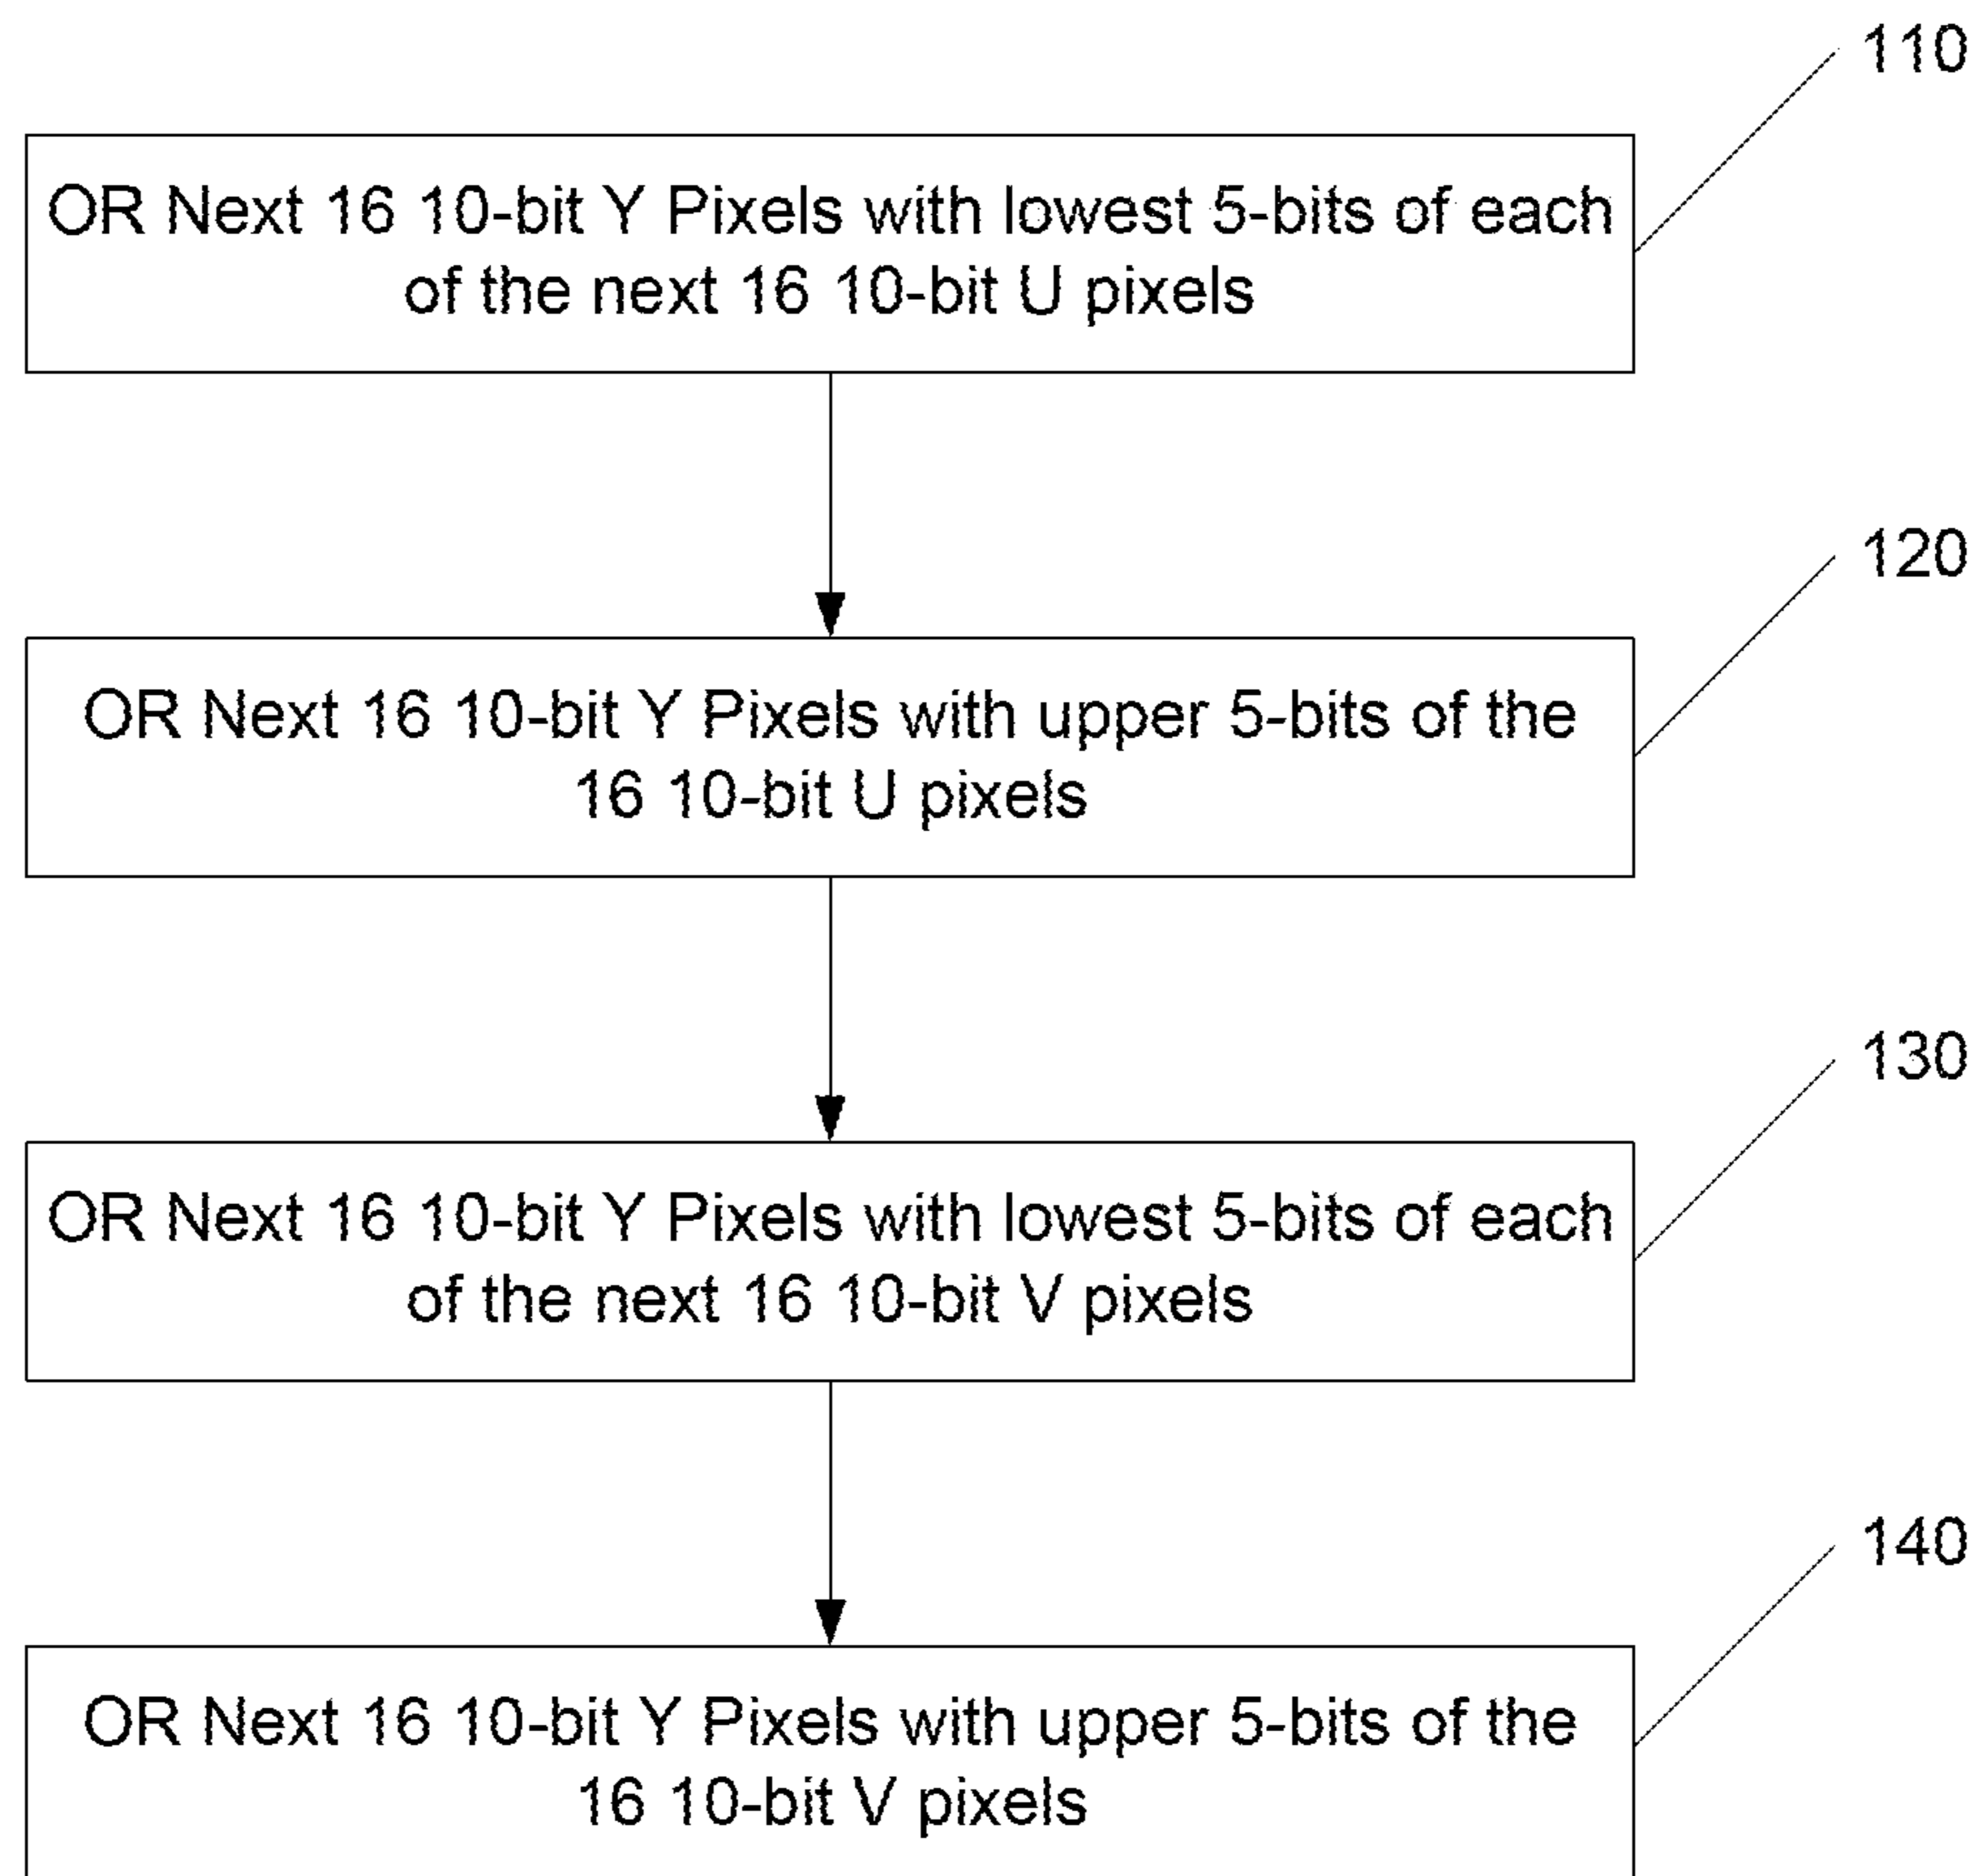 110
OR Next 16 10-bit Y Pixels with lowest 5-bits of each
of the next 16 10-bit U pixels
120
OR Next 16 10-bit Y Pixels with upper 5-bits of the
16 10-bit U pixels
130
OR Next 16 10-bit Y Pixels with lowest 5-bits of each
of the next 16 10-bit V pixels
140
OR Next 16 10-bit Y Pixels with upper 5-bits of the
16 10-bit V pixels